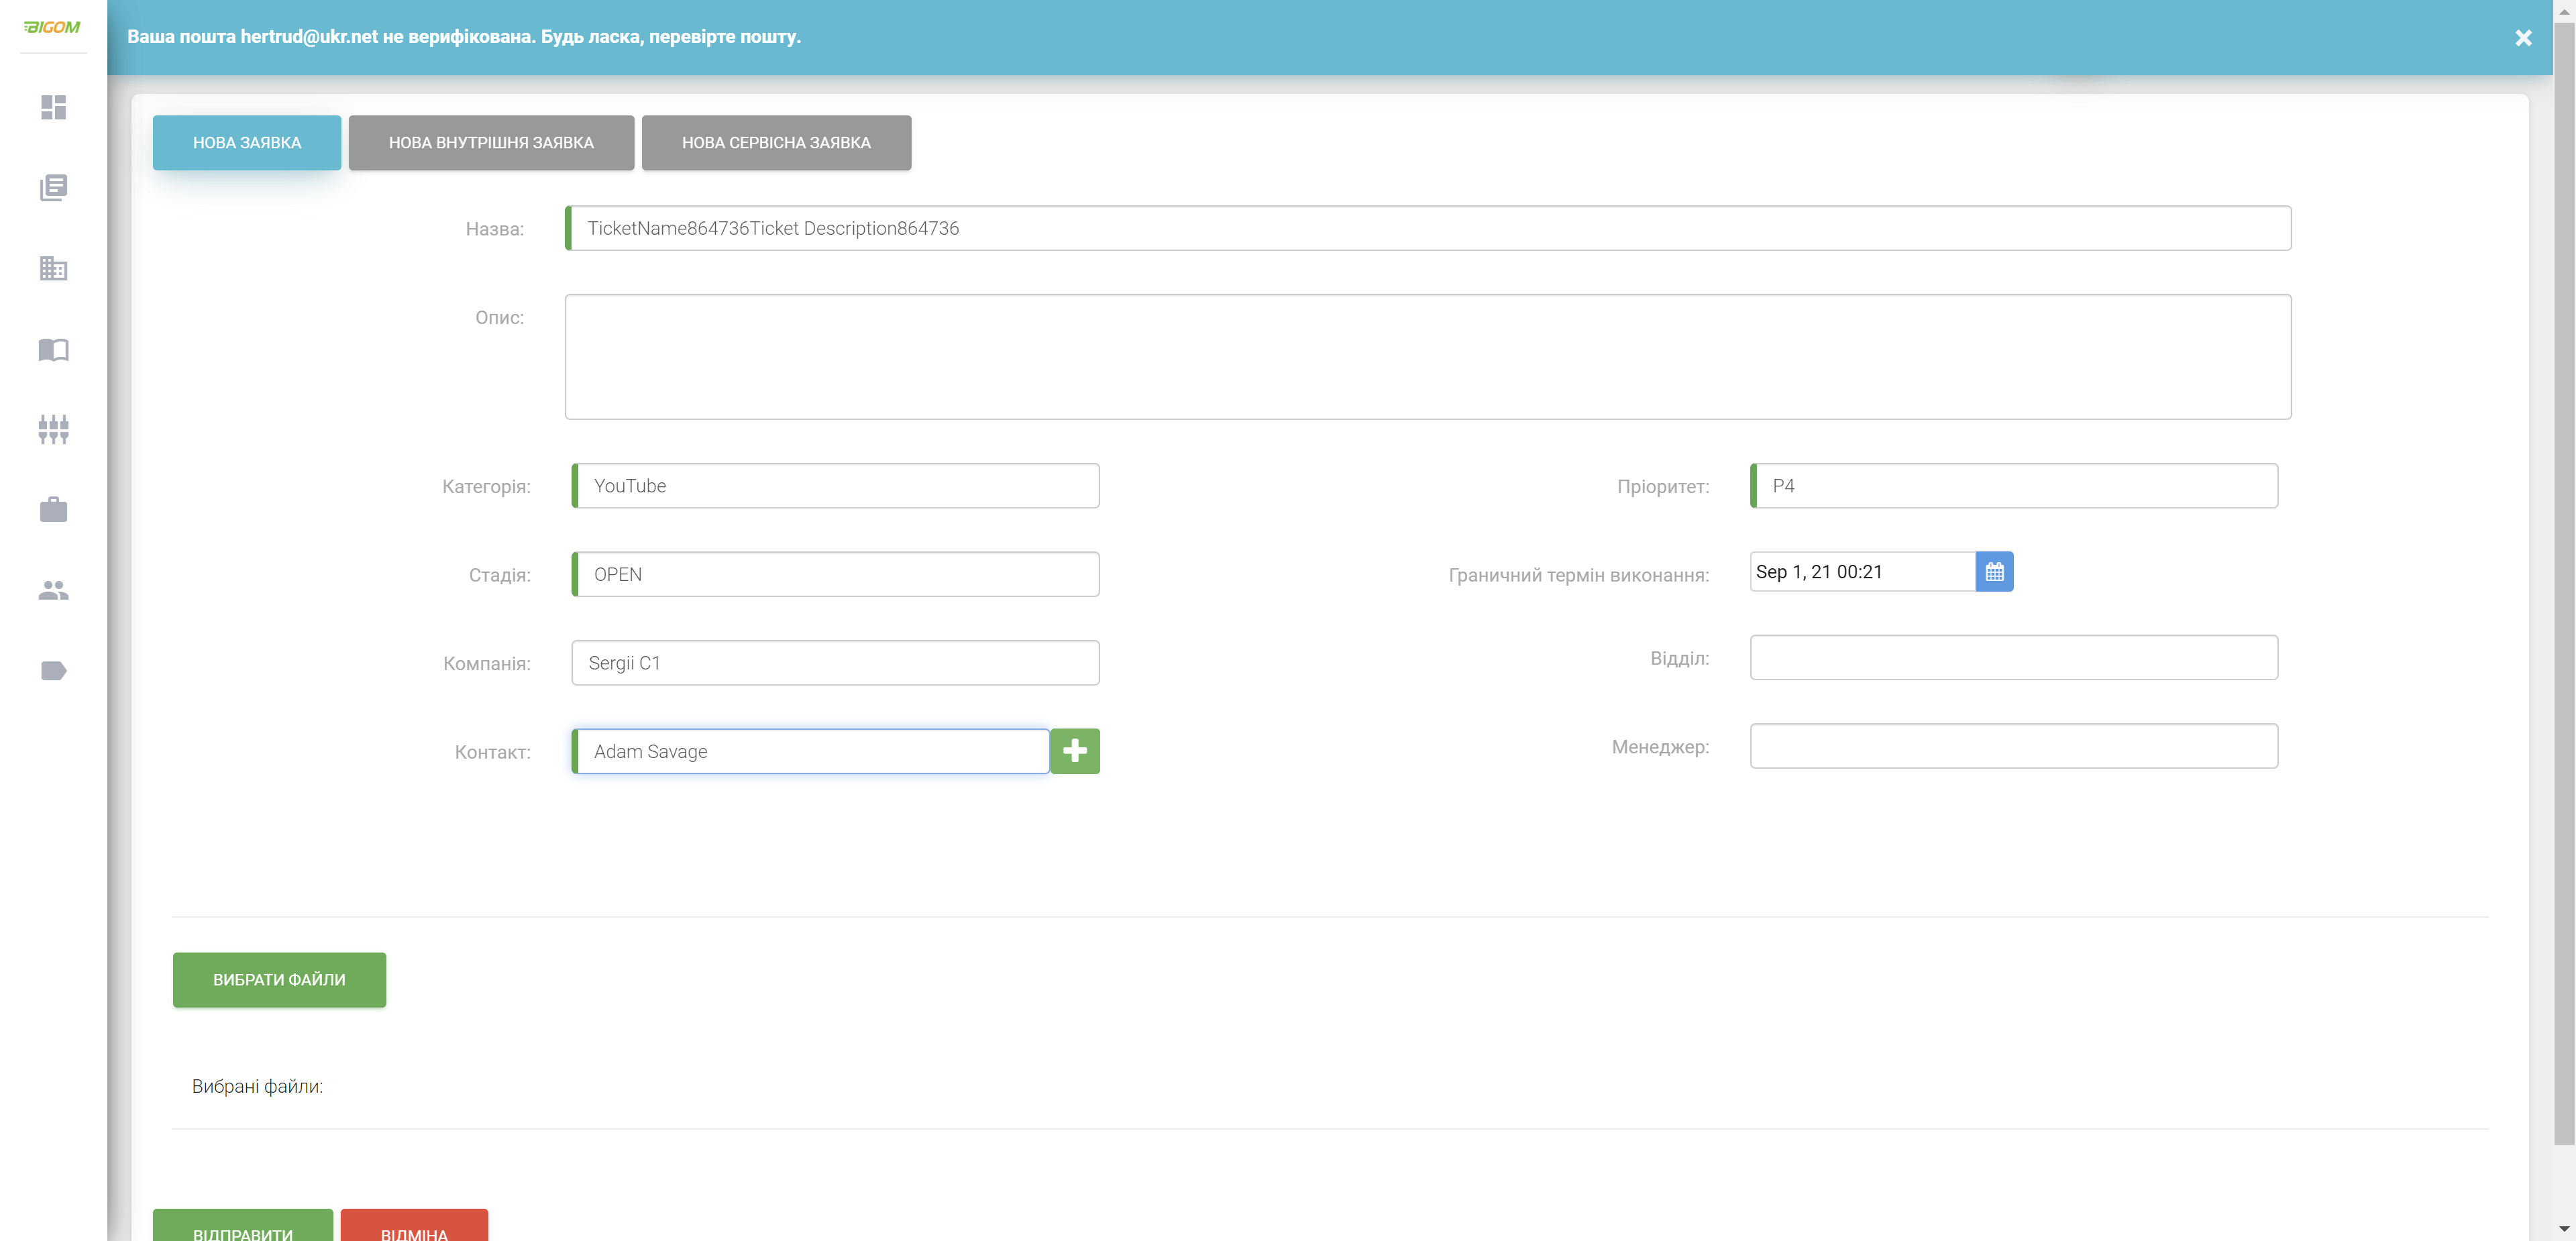 BIGOM
Ваша пошта hertrud@ukr.net не верифікована. Будь ласка, перевірте пошту.
НОВА ЗАЯВКА
НОВА ВНУТРІШНЯ ЗАЯВКА
НОВА СЕРВІСНА ЗАЯВКА
Назва:
TicketName864736Ticket Description864736
Опис:
Категорія:
YouTube
Пріоритет:
P4
Стадія:
OPEN
Граничний термін виконання:
Sep 1, 21 00:21
Компанія:
Sergii C1
Відділ:
Контакт:
Adam Savage
Менеджер:
ВИБРАТИ ФАЙЛИ
Вибрані файли:
ВІДПРАВИТИ
ВІДМІНА